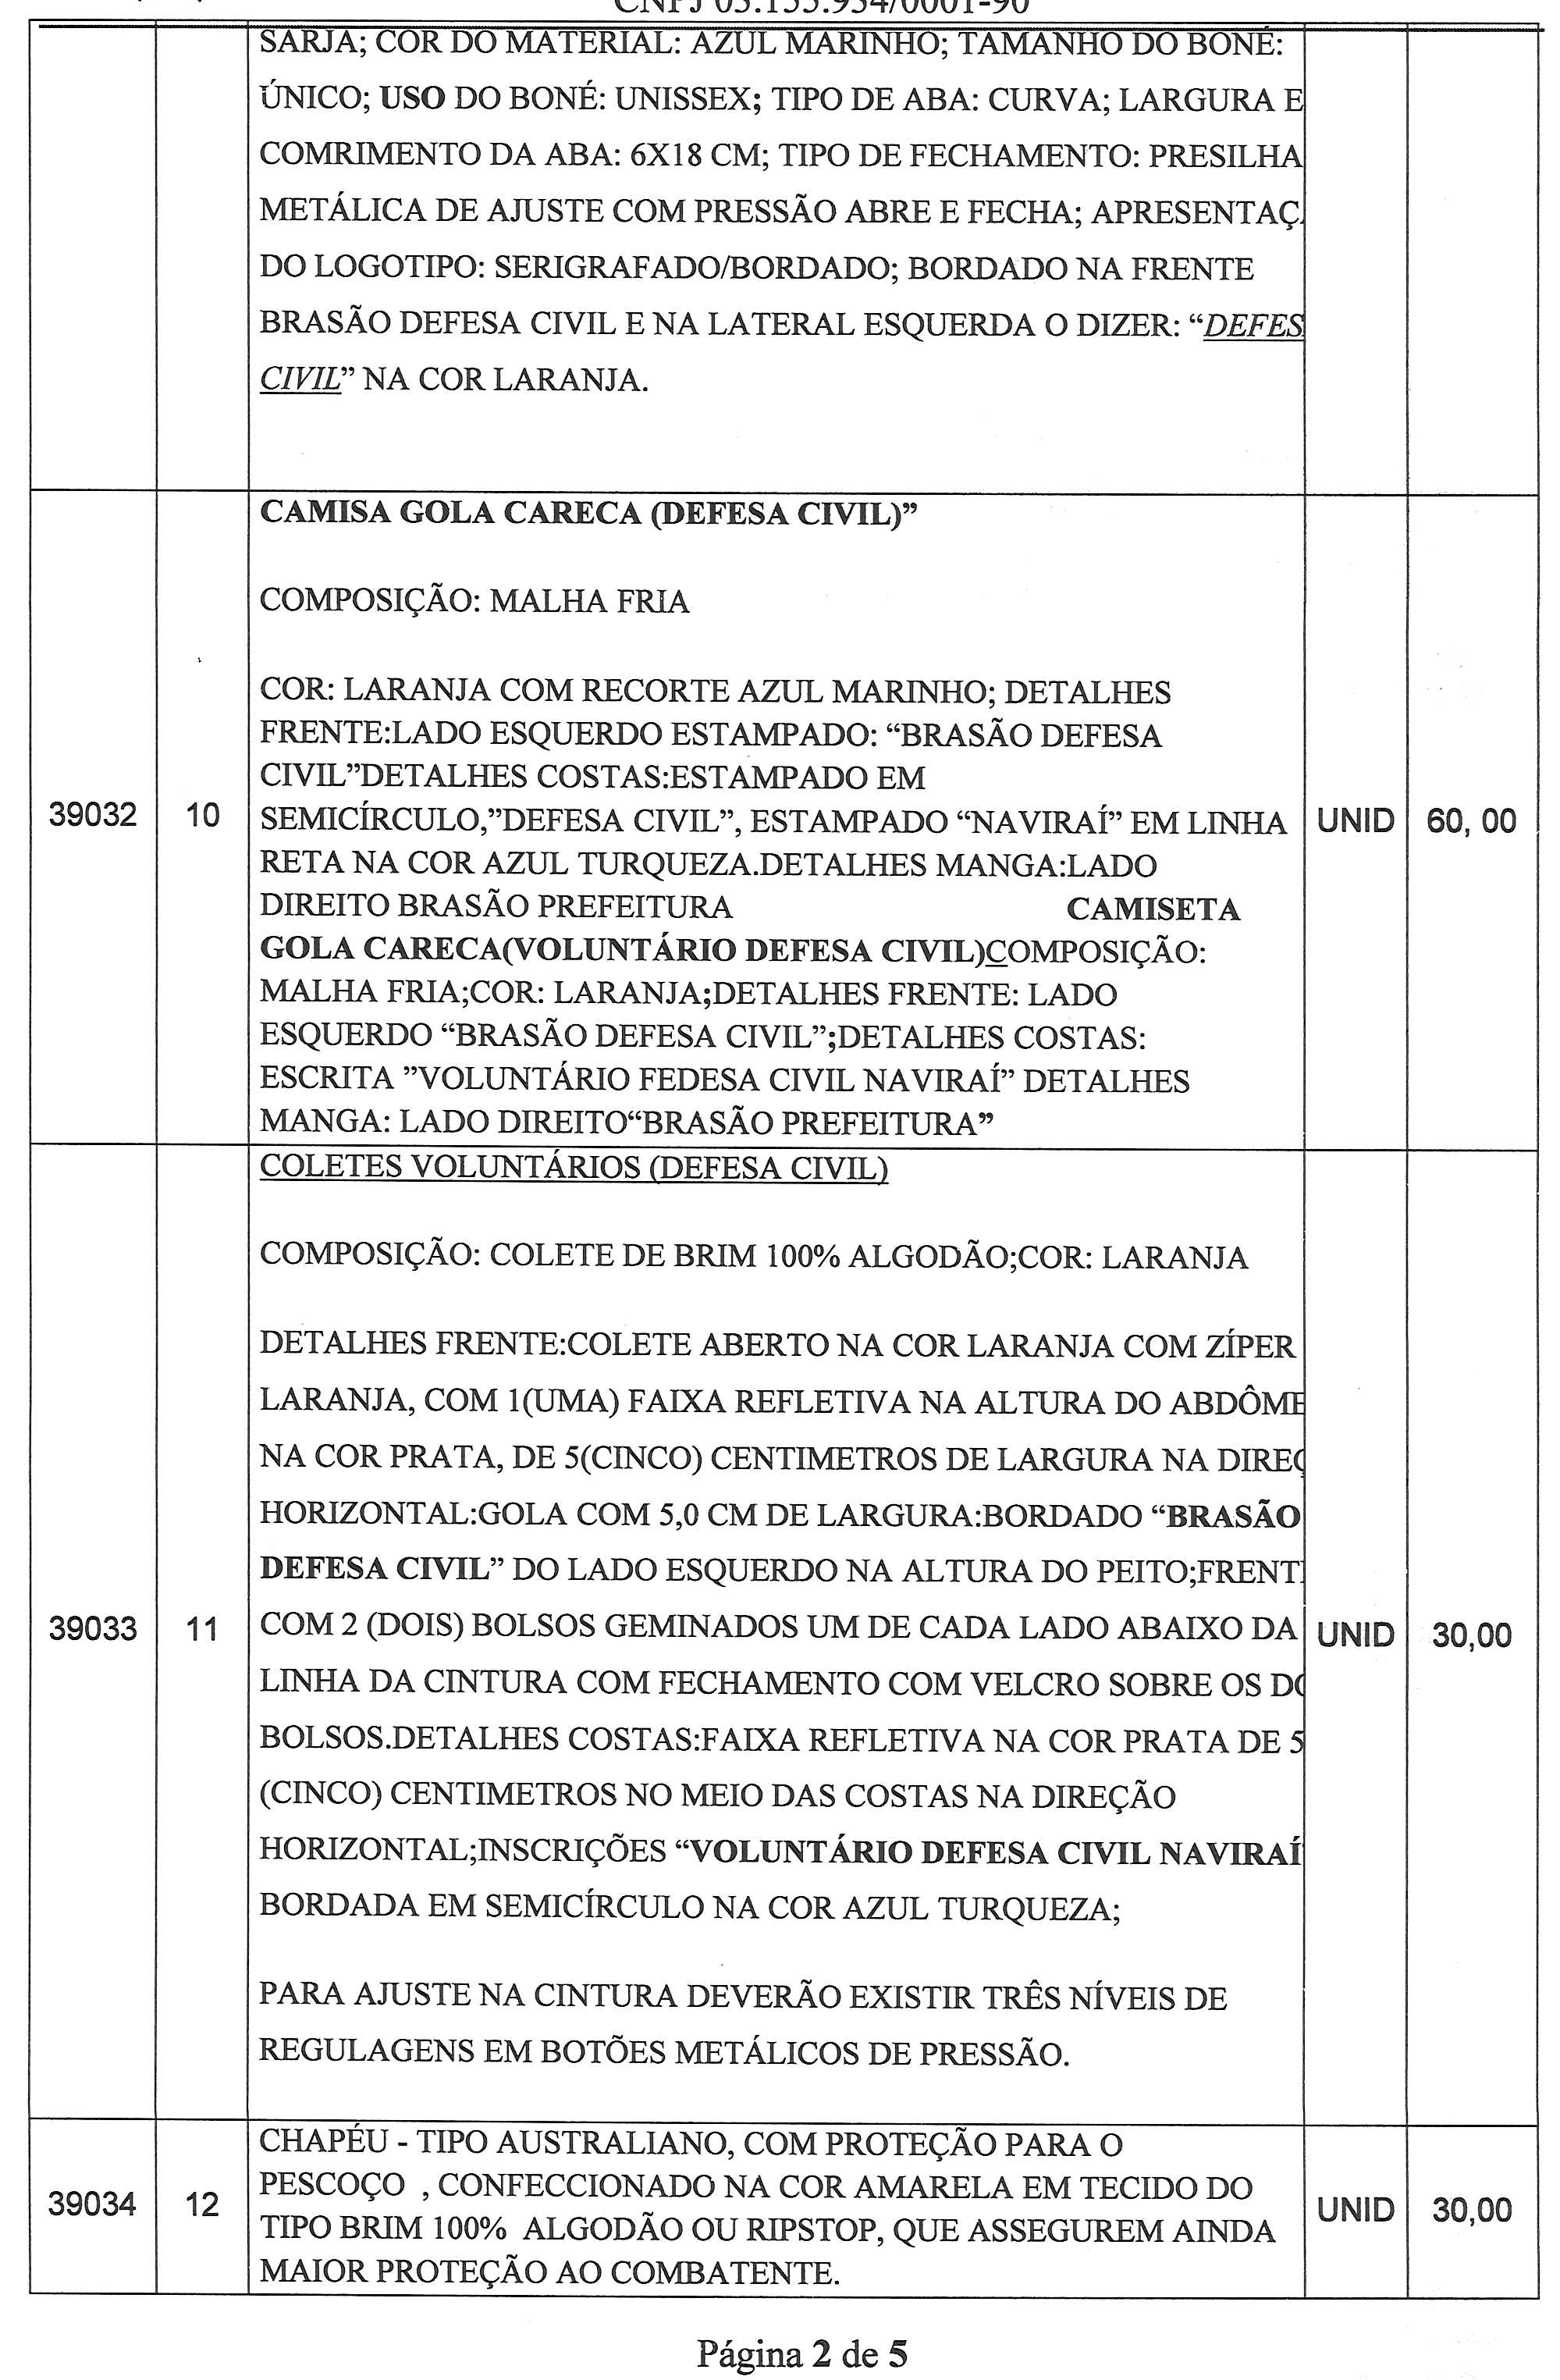 CNPJ 03.155.934/0001-90
SARJA; COR DO MATERIAL: AZUL MARINHO; TAMANHO DO BONÉ:
ÚNICO; USO DO BONÉ: UNISSEX; TIPO DE ABA: CURVA; LARGURA E
COMRIMENTO DA ABA: 6X18 CM; TIPO DE FECHAMENTO: PRESILHA
METÁLICA DE AJUSTE COM PRESSÃO ABRE E FECHA; APRESENTAÇ
DO LOGOTIPO: SERIGRAFADO/BORDADO; BORDADO NA FRENTE
BRASÃO DEFESA CIVIL E NA LATERAL ESQUERDA O DIZER: “DEFES
CIVIL” NA COR LARANJA.
CAMISA GOLA CARECA (DEFESA CIVIL)”
COMPOSIÇÃO: MALHA FRIA
COR: LARANJA COM RECORTE AZUL MARINHO; DETALHES
FRENTE:LADO ESQUERDO ESTAMPADO: “BRASÃO DEFESA
CIVIL”DETALHES COSTAS:ESTAMPADO EM
39032 10 SEMICÍRCULO,”DEFESA CIVIL”, ESTAMPADO “NAVIRAÍ” EM LINHA UNID 60, 00
RETA NA COR AZUL TURQUEZA.DETALHES MANGA:LADO
DIREITO BRASÃO PREFEITURA CAMISETA
GOLA CARECA(VOLUNTÁRIO DEFESA CIVIL)COMPOSIÇÃO:
MALHA FRIA;COR: LARANJA;DETALHES FRENTE: LADO
ESQUERDO “BRASÃO DEFESA CIVIL”;DETALHES COSTAS:
ESCRITA ”VOLUNTÁRIO FEDESA CIVIL NAVIRAÍ” DETALHES
MANGA: LADO DIREITO“BRASÃO PREFEITURA”
COLETES VOLUNTÁRIOS (DEFESA CIVIL)
COMPOSIÇÃO: COLETE DE BRIM 100% ALGODÃO;COR: LARANJA
DETALHES FRENTE:COLETE ABERTO NA COR LARANJA COM ZÍPER
LARANJA, COM 1(UMA) FAIXA REFLETIVA NA ALTURA DO ABDÔME
NA COR PRATA, DE 5(CINCO) CENTIMETROS DE LARGURA NA DIREÇ
HORIZONTAL:GOLA COM 5,0 CM DE LARGURA:BORDADO “BRASÃO
DEFESA CIVIL” DO LADO ESQUERDO NA ALTURA DO PEITO;FRENTE
39033 11 COM 2 (DOIS) BOLSOS GEMINADOS UM DE CADA LADO ABAIXO DA UNID 30,00
LINHA DA CINTURA COM FECHAMENTO COM VELCRO SOBRE OS DO
BOLSOS.DETALHES COSTAS:FAIXA REFLETIVA NA COR PRATA DE 5
(CINCO) CENTIMETROS NO MEIO DAS COSTAS NA DIREÇÃO
HORIZONTAL;INSCRIÇÕES “VOLUNTÁRIO DEFESA CIVIL NAVIRAÍ
BORDADA EM SEMICÍRCULO NA COR AZUL TURQUEZA;
PARA AJUSTE NA CINTURA DEVERÃO EXISTIR TRÊS NÍVEIS DE
REGULAGENS EM BOTÕES METÁLICOS DE PRESSÃO.
CHAPÉU - TIPO AUSTRALIANO, COM PROTEÇÃO PARA O
39034 12 PESCOÇO , CONFECCIONADO NA COR AMARELA EM TECIDO DO UNID 30,00
TIPO BRIM 100% ALGODÃO OU RIPSTOP, QUE ASSEGUREM AINDA
MAIOR PROTEÇÃO AO COMBATENTE.
Página 2 de 5